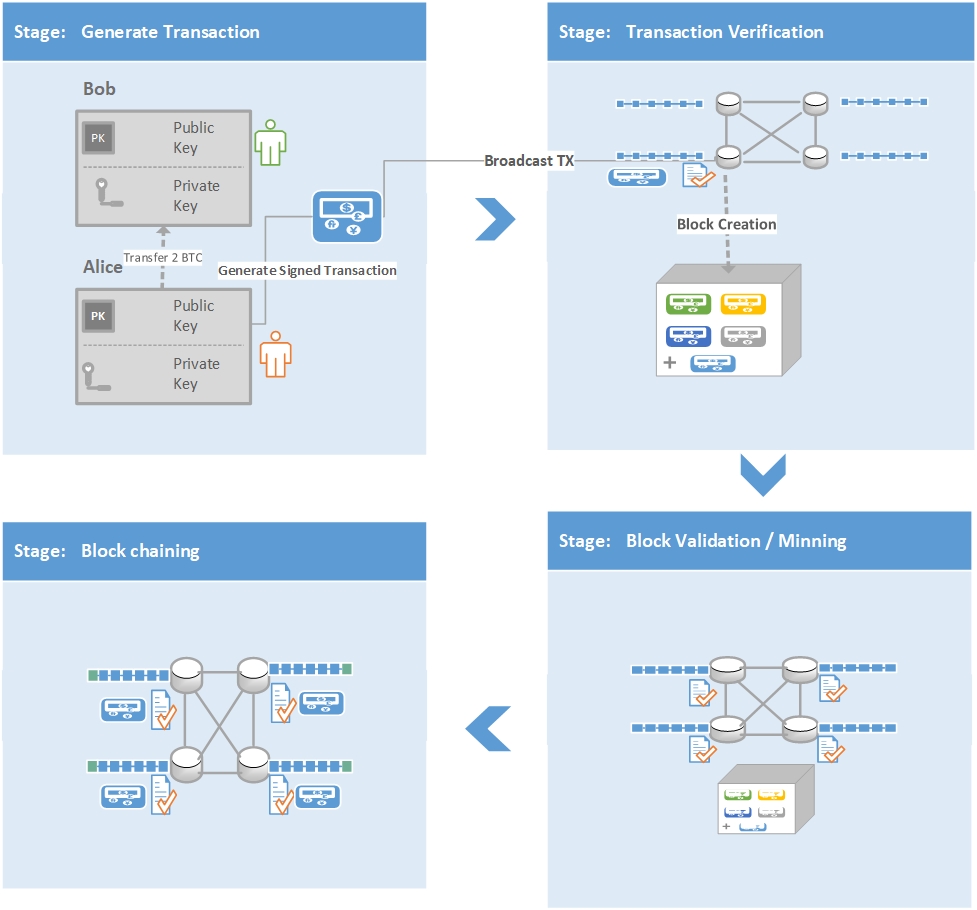 Stage: Generate Transaction
Bob
PK
Public
Key
Private
Key
Transfer 2 BTC
Alice
Generate Signed Transaction
PK
Public
Key
Private
Key
Broadcast TX
Stage: Transaction Verification
Block Creation
+
Stage: Block chaining
Stage: Block Validation / Minning
+